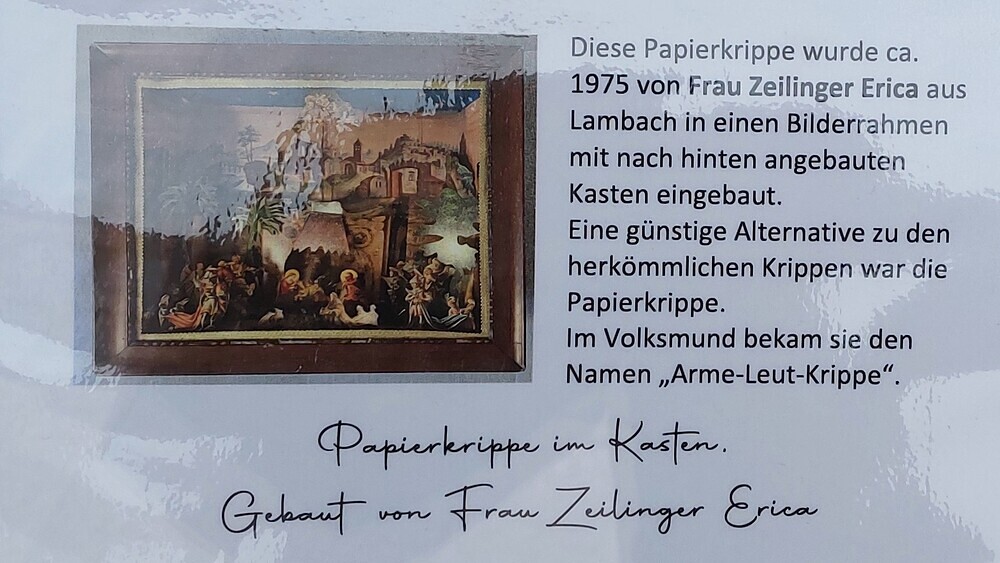 Diese Papierkrippe wurde ca.
1975 von Frau Zeilinger Erica aus
Lambach in einen Bilderrahmen
mit nach hinten angebauten
Kasten eingebaut.
Eine günstige Alternative zu den
herkömmlichen Krippen war die
Papierkrippe.
Im Volksmund bekam sie den
Namen „Arme-Leut-Krippe“.
Papierkrippe im Kasten.
Gebaut von Frau Zeilinger Erica